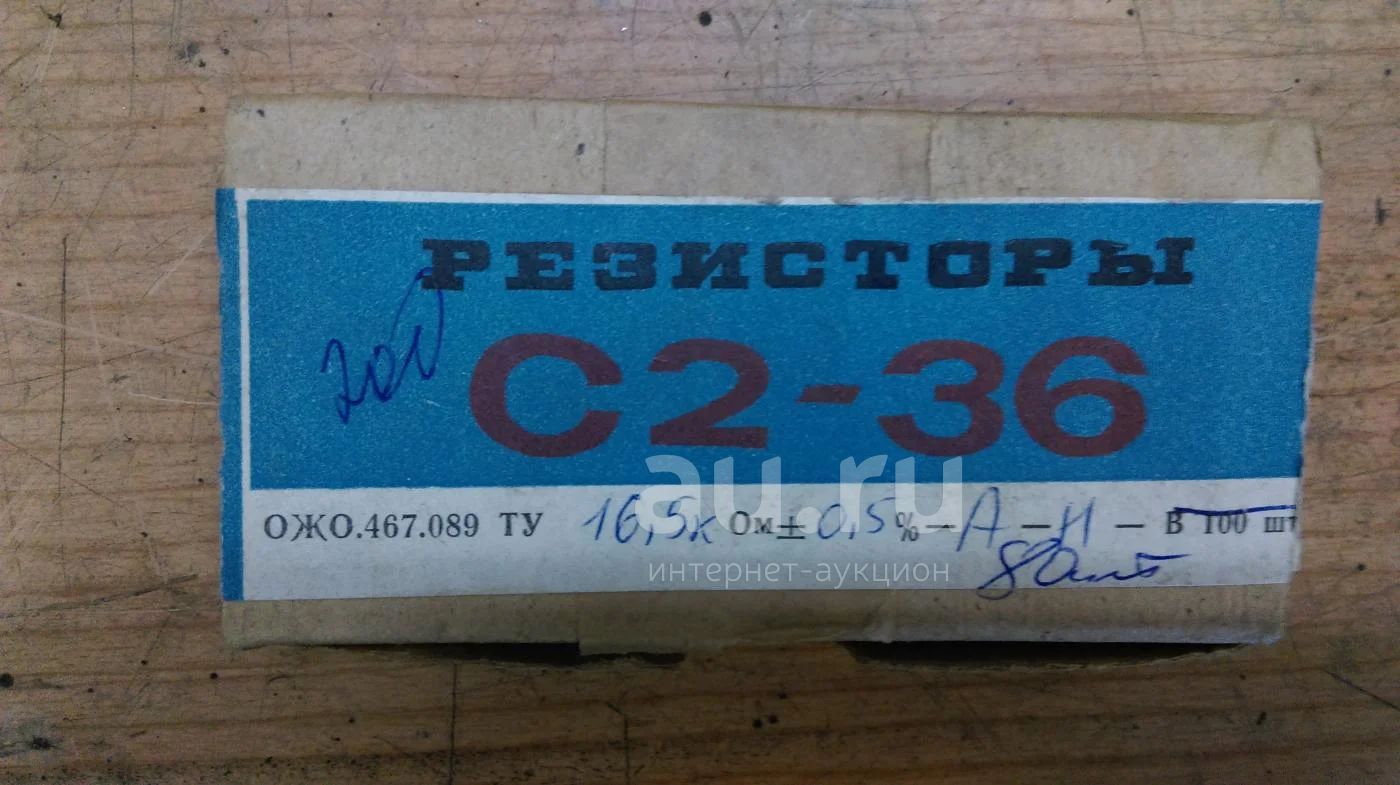 РЕЗИСТОРЫ
200
С2-36
au.ru
ОЖО.467.089 ТУ 16,5к Ом ± 0,5 % – А – Н – В 100 шт
80шт
интернет-аукцион